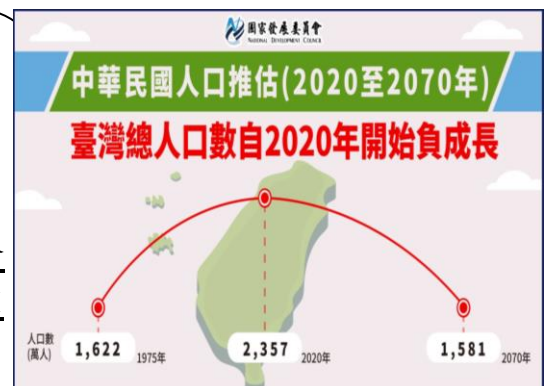 國家發展委員會
NATIONAL DEVELOPMENT COUNCIL
中華民國人口推估(2020至2070年)
臺灣總人口數自2020年開始負成長
人口數
(萬人)
1,622 1975年 2,357 2020年 1,581 2070年